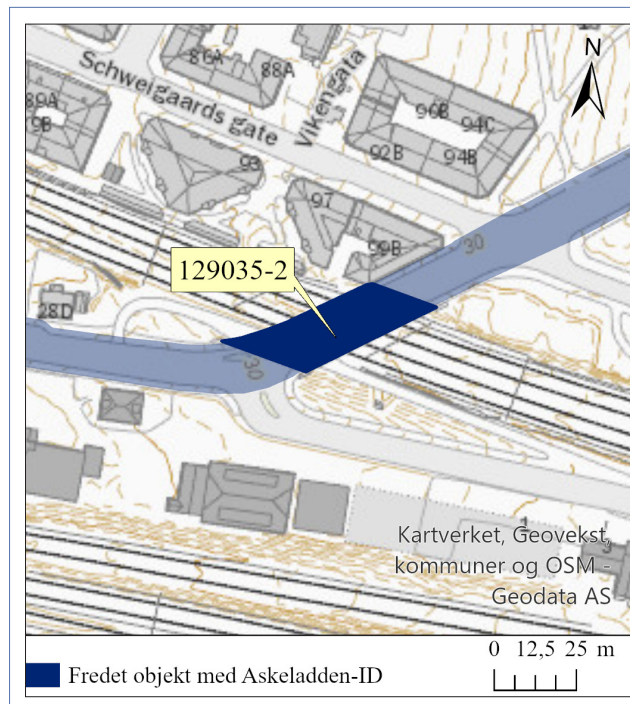 N
86A
88A
Schweigaards gate
Vikengata
96B
94C
92B
94B
89A
9B
93
97
99B
30
129035-2
28D
30
Kartverket, Geovekst,
kommuner og OSM -
Geodata AS
0 12,5 25 m
Fredet objekt med Askeladden-ID